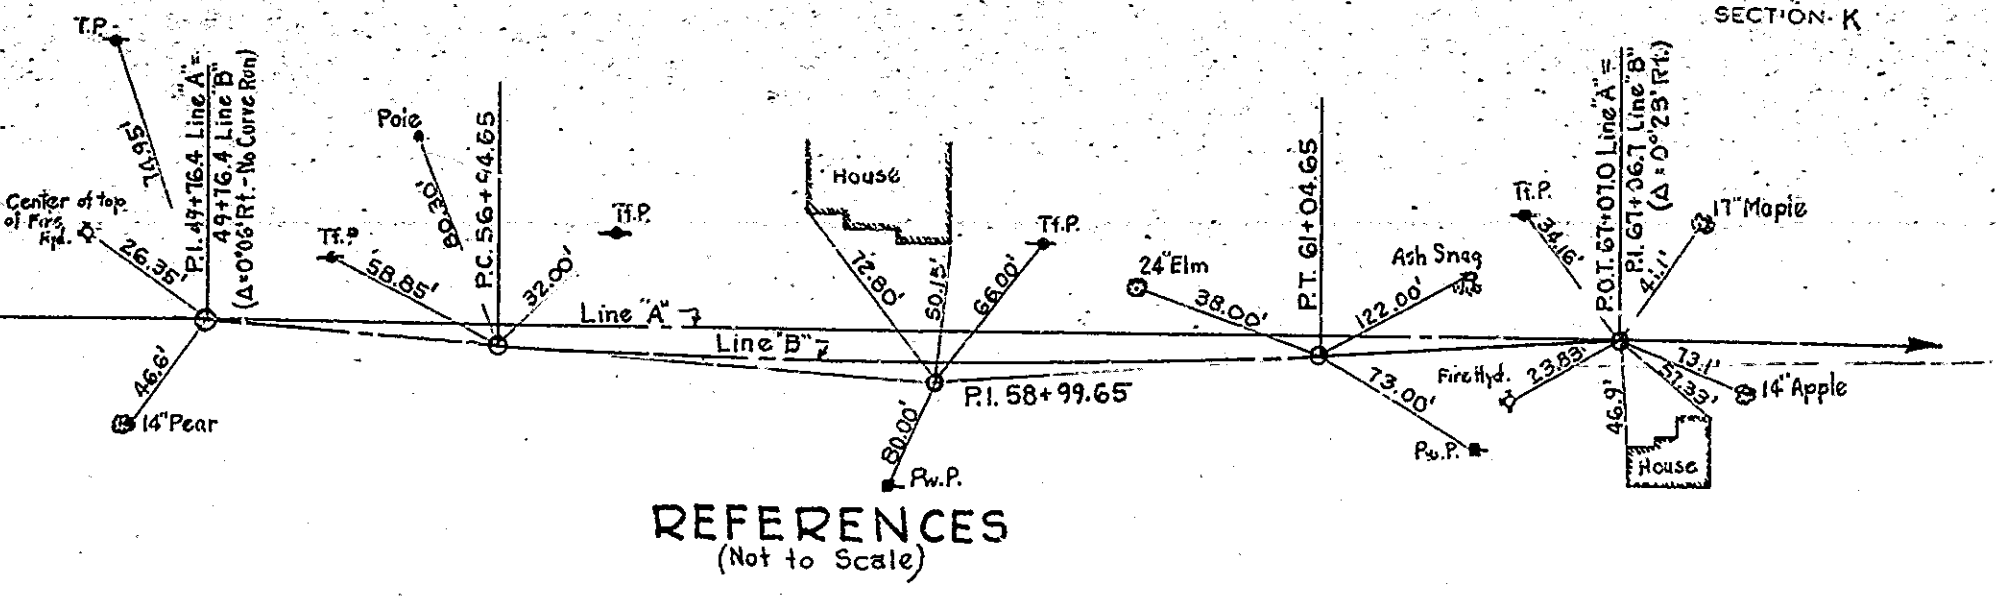 SECTION-K
T.P.
74.95'
P.I. 49+76.4 Line "A" =
49+76.4 Line "B"
(Δ=0°06' Rt.-No Curve Run)
Center of top
of Fire
Hyd.
26.35'
46.6'
14" Pear
Tf.P
58.85'
Pole
80.30'
P.C. 56+94.65
32.00'
Tf.P.
Line "A"
Line "B"
House
72.80'
50.15'
66.00'
Tf.P.
P.I. 58+99.65
80.00'
Pw.P.
24" Elm
38.00'
P.T. 61+04.65
Ash Snag
122.00'
73.00'
Pw.P.
Tf.P.
34.16'
P.O.T. 67+07.0 Line "A" =
P.I. 67+06.7 Line "B"
(Δ=0°23' Rt.)
17" Maple
41.1'
Fire Hyd.
23.83'
46.9'
73.1'
57.33'
14" Apple
House
REFERENCES
(Not to Scale)